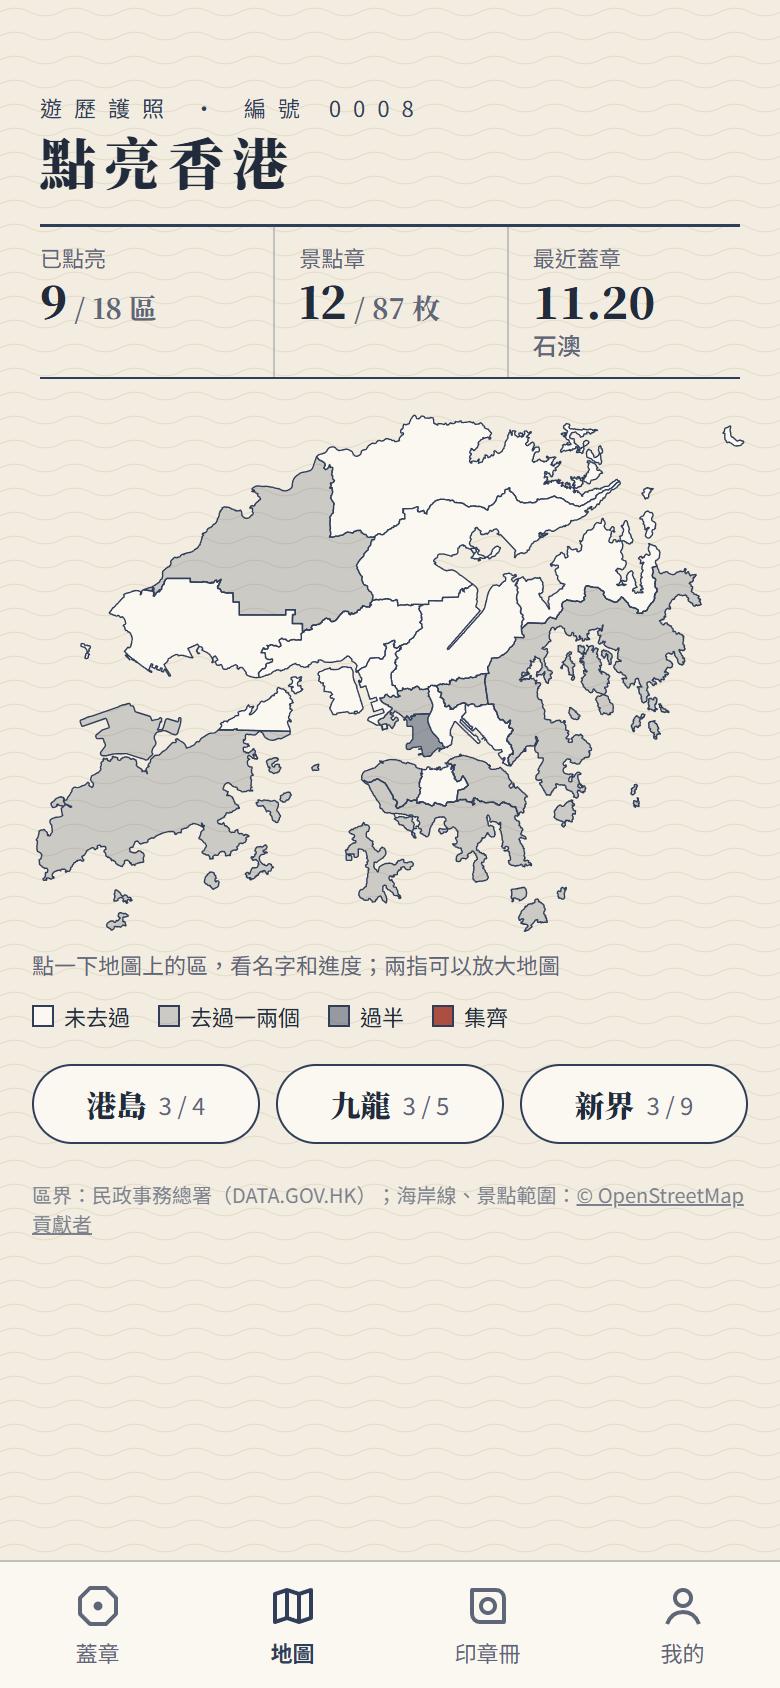 遊歷護照 · 編號 0008
點亮香港
已點亮
9 / 18 區
景點章
12 / 87 枚
最近蓋章
11.20
石澳
點一下地圖上的區，看名字和進度；兩指可以放大地圖
未去過 去過一兩個 過半 集齊
港島 3 / 4 九龍 3 / 5 新界 3 / 9
區界：民政事務總署（DATA.GOV.HK）；海岸線、景點範圍：© OpenStreetMap
貢獻者
蓋章 地圖 印章冊 我的